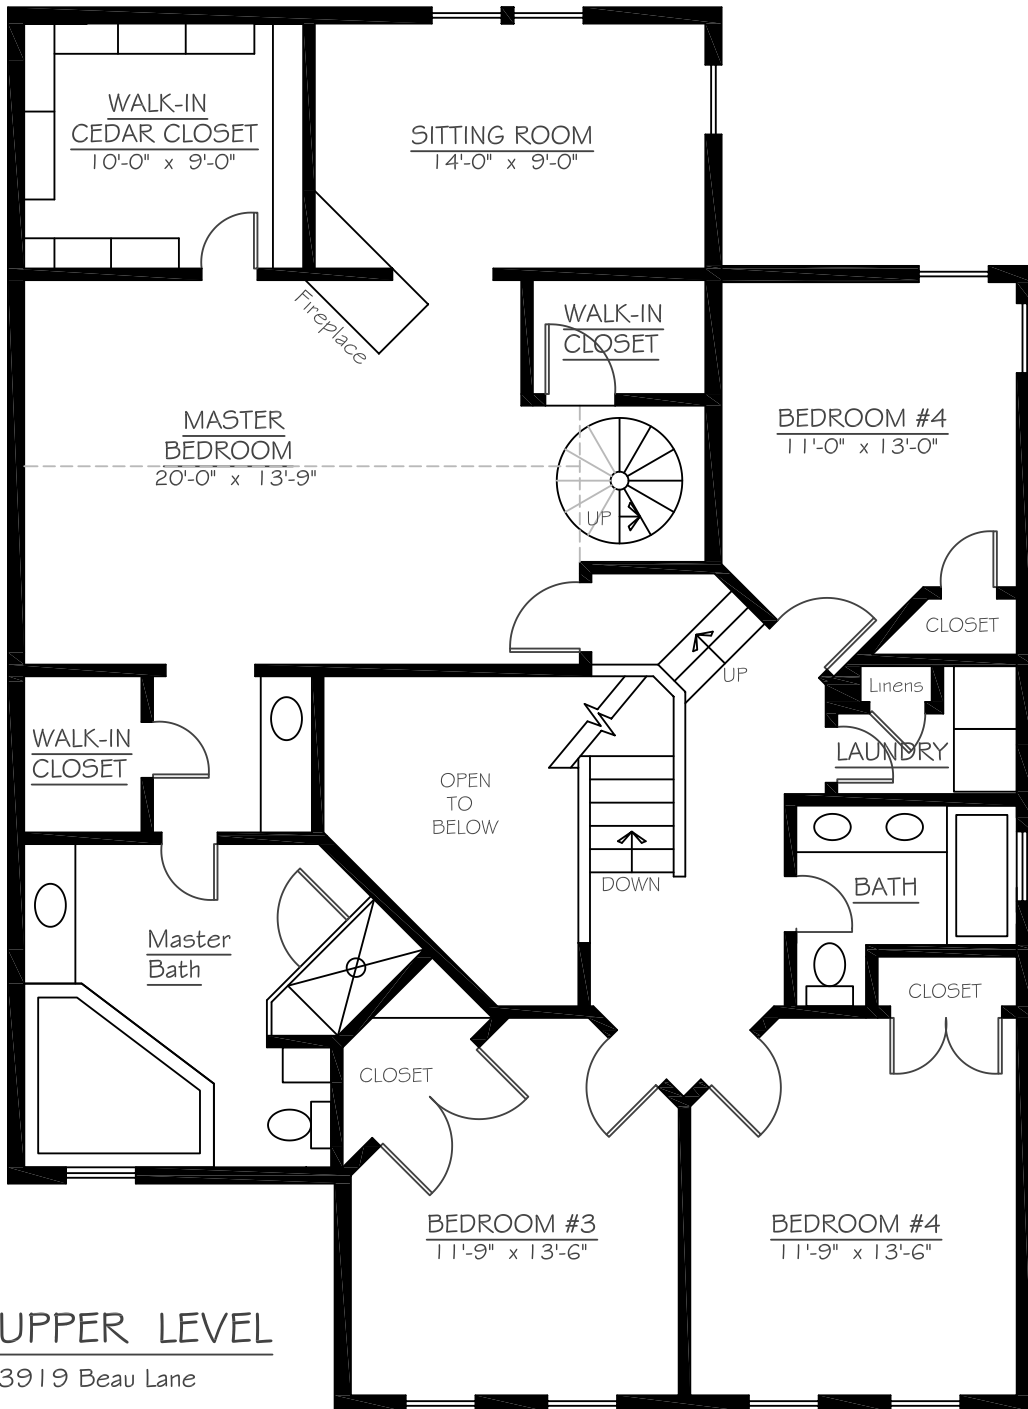 WALK-IN
CEDAR CLOSET
10'-0" x 9'-0"
SITTING ROOM
14'-0" x 9'-0"
Fireplace
WALK-IN
CLOSET
MASTER
BEDROOM
20'-0" x 13'-9"
BEDROOM #4
11'-0" x 13'-0"
UP
CLOSET
UP
Linens
LAUNDRY
WALK-IN
CLOSET
OPEN
TO
BELOW
DOWN
BATH
Master
Bath
CLOSET
CLOSET
BEDROOM #3
11'-9" x 13'-6"
BEDROOM #4
11'-9" x 13'-6"
UPPER LEVEL
3919 Beau Lane